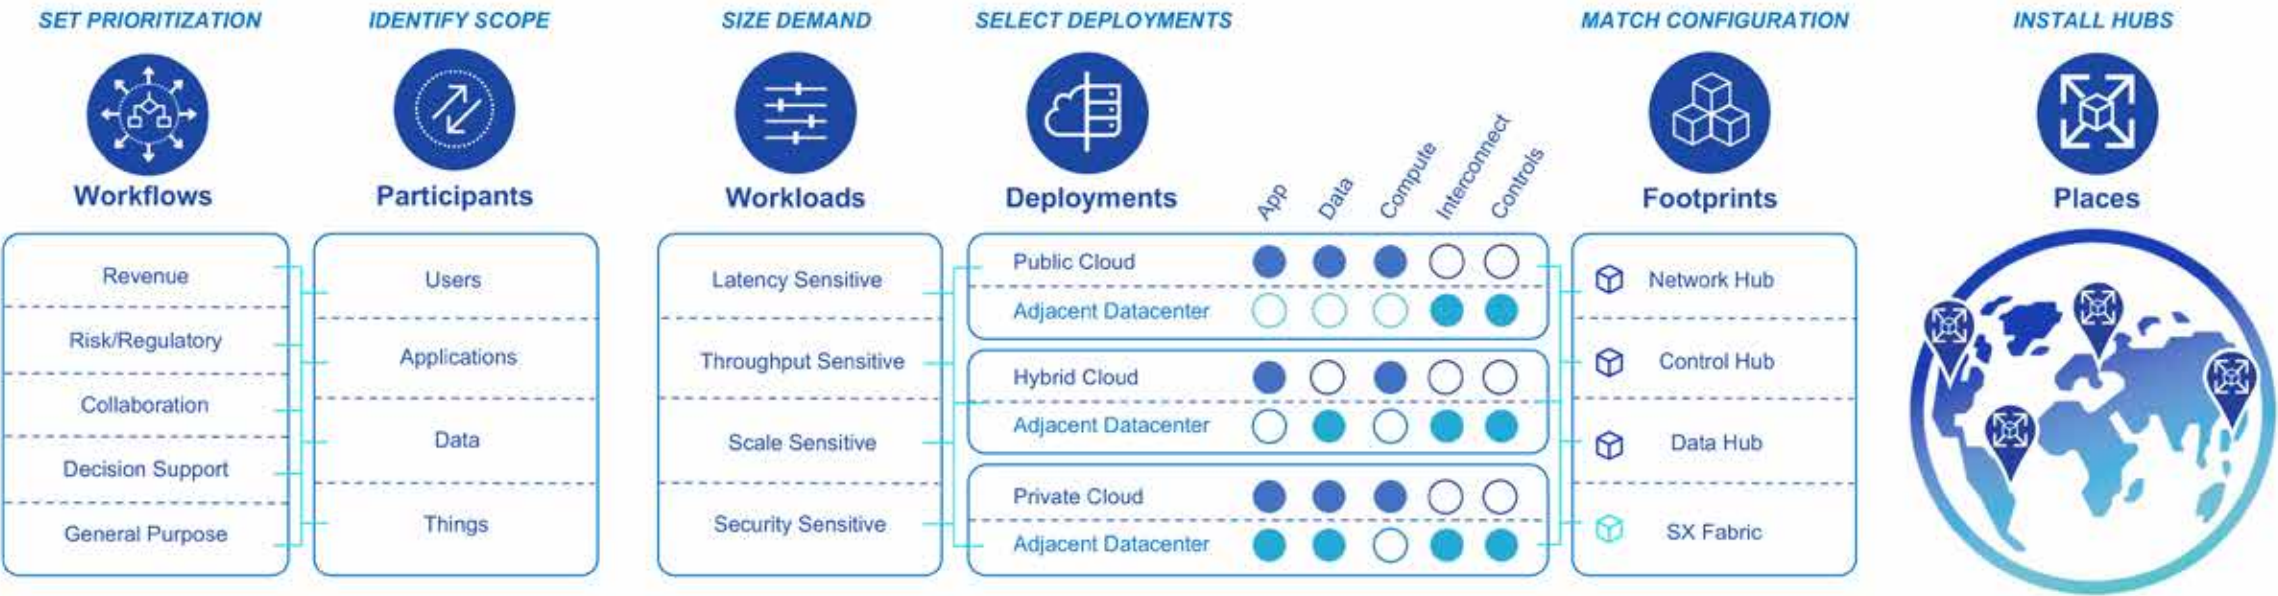 SET PRIORITIZATION
Workflows
Revenue
Risk/Regulatory
Collaboration
Decision Support
General Purpose
IDENTIFY SCOPE
Participants
Users
Applications
Data
Things
SIZE DEMAND
Workloads
Latency Sensitive
Throughput Sensitive
Scale Sensitive
Security Sensitive
SELECT DEPLOYMENTS
Deployments
App
Data
Compute
Interconnect
Controls
Public Cloud
Adjacent Datacenter
Hybrid Cloud
Adjacent Datacenter
Private Cloud
Adjacent Datacenter
MATCH CONFIGURATION
Footprints
Network Hub
Control Hub
Data Hub
SX Fabric
INSTALL HUBS
Places